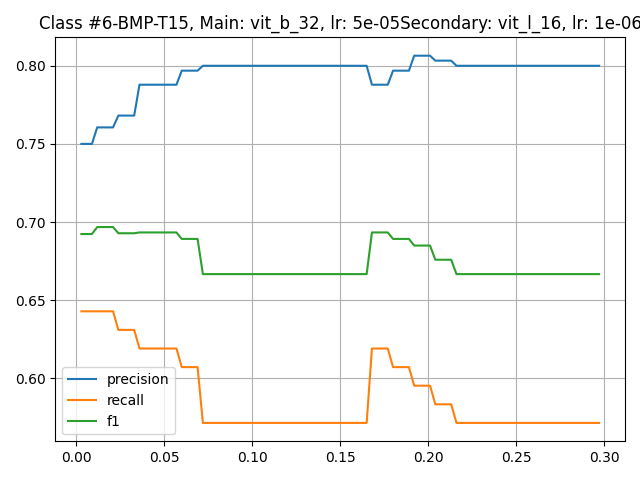 Class #6-BMP-T15, Main: vit_b_32, lr: 5e-05Secondary: vit_l_16, lr: 1e-06
0.80
0.75
0.70
0.65
0.60
precision
recall
f1
0.00 0.05 0.10 0.15 0.20 0.25 0.30